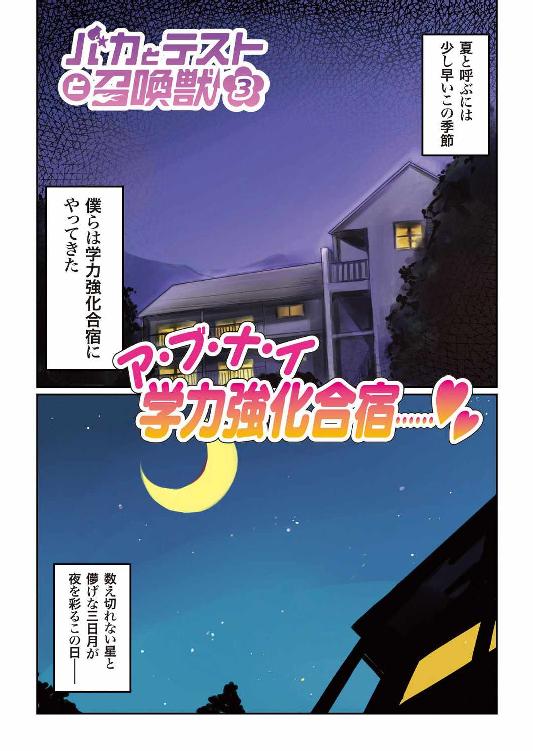 バカとテスト
と召喚獣3
夏と呼ぶには
少し早いこの季節
僕らは学力強化合宿に
やってきた
ア・ブ・ナ・イ
学力強化合宿……
数え切れない星と
儚げな三日月が
夜を彩るこの日――